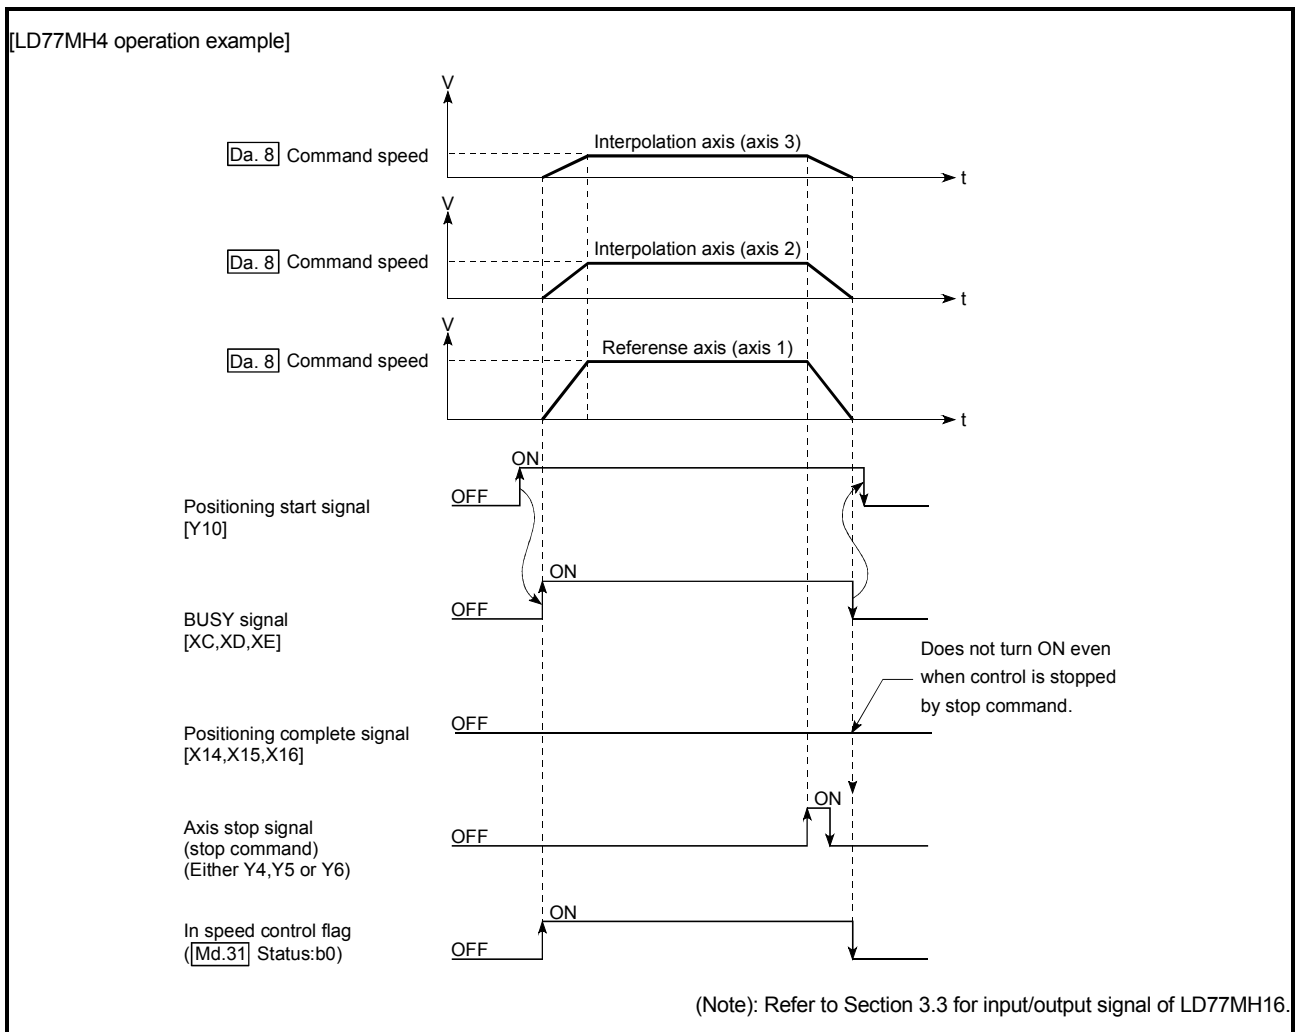 [LD77MH4 operation example]
V
Interpolation axis (axis 3)
Da. 8 Command speed
t
V
Interpolation axis (axis 2)
Da. 8 Command speed
t
V
Referense axis (axis 1)
Da. 8 Command speed
t
ON
OFF
Positioning start signal
[Y10]
ON
OFF
BUSY signal
[XC,XD,XE]
Does not turn ON even
when control is stopped
by stop command.
OFF
Positioning complete signal
[X14,X15,X16]
ON
Axis stop signal
OFF
(stop command)
(Either Y4,Y5 or Y6)
ON
In speed control flag
OFF
(Md.31 Status:b0)
(Note): Refer to Section 3.3 for input/output signal of LD77MH16.